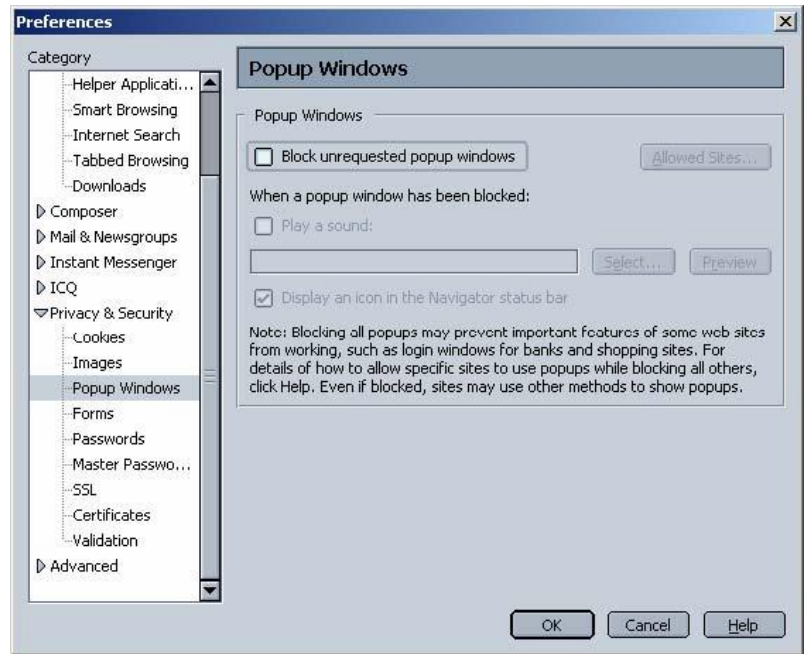 Preferences
Category
Helper Applicati...
Smart Browsing
Internet Search
Tabbed Browsing
Downloads
Composer
Mail & Newsgroups
Instant Messenger
ICQ
Privacy & Security
Cookies
Images
Popup Windows
Forms
Passwords
Master Passwo...
SSL
Certificates
Validation
Advanced
Popup Windows
Popup Windows
Block unrequested popup windows
Allowed Sites...
When a popup window has been blocked:
Play a sound:
Select...
Preview
Display an icon in the Navigator status bar
Note: Blocking all popups may prevent important features of some web sites
from working, such as login windows for banks and shopping sites. For
details of how to allow specific sites to use popups while blocking all others,
click Help. Even if blocked, sites may use other methods to show popups.
OK
Cancel
Help